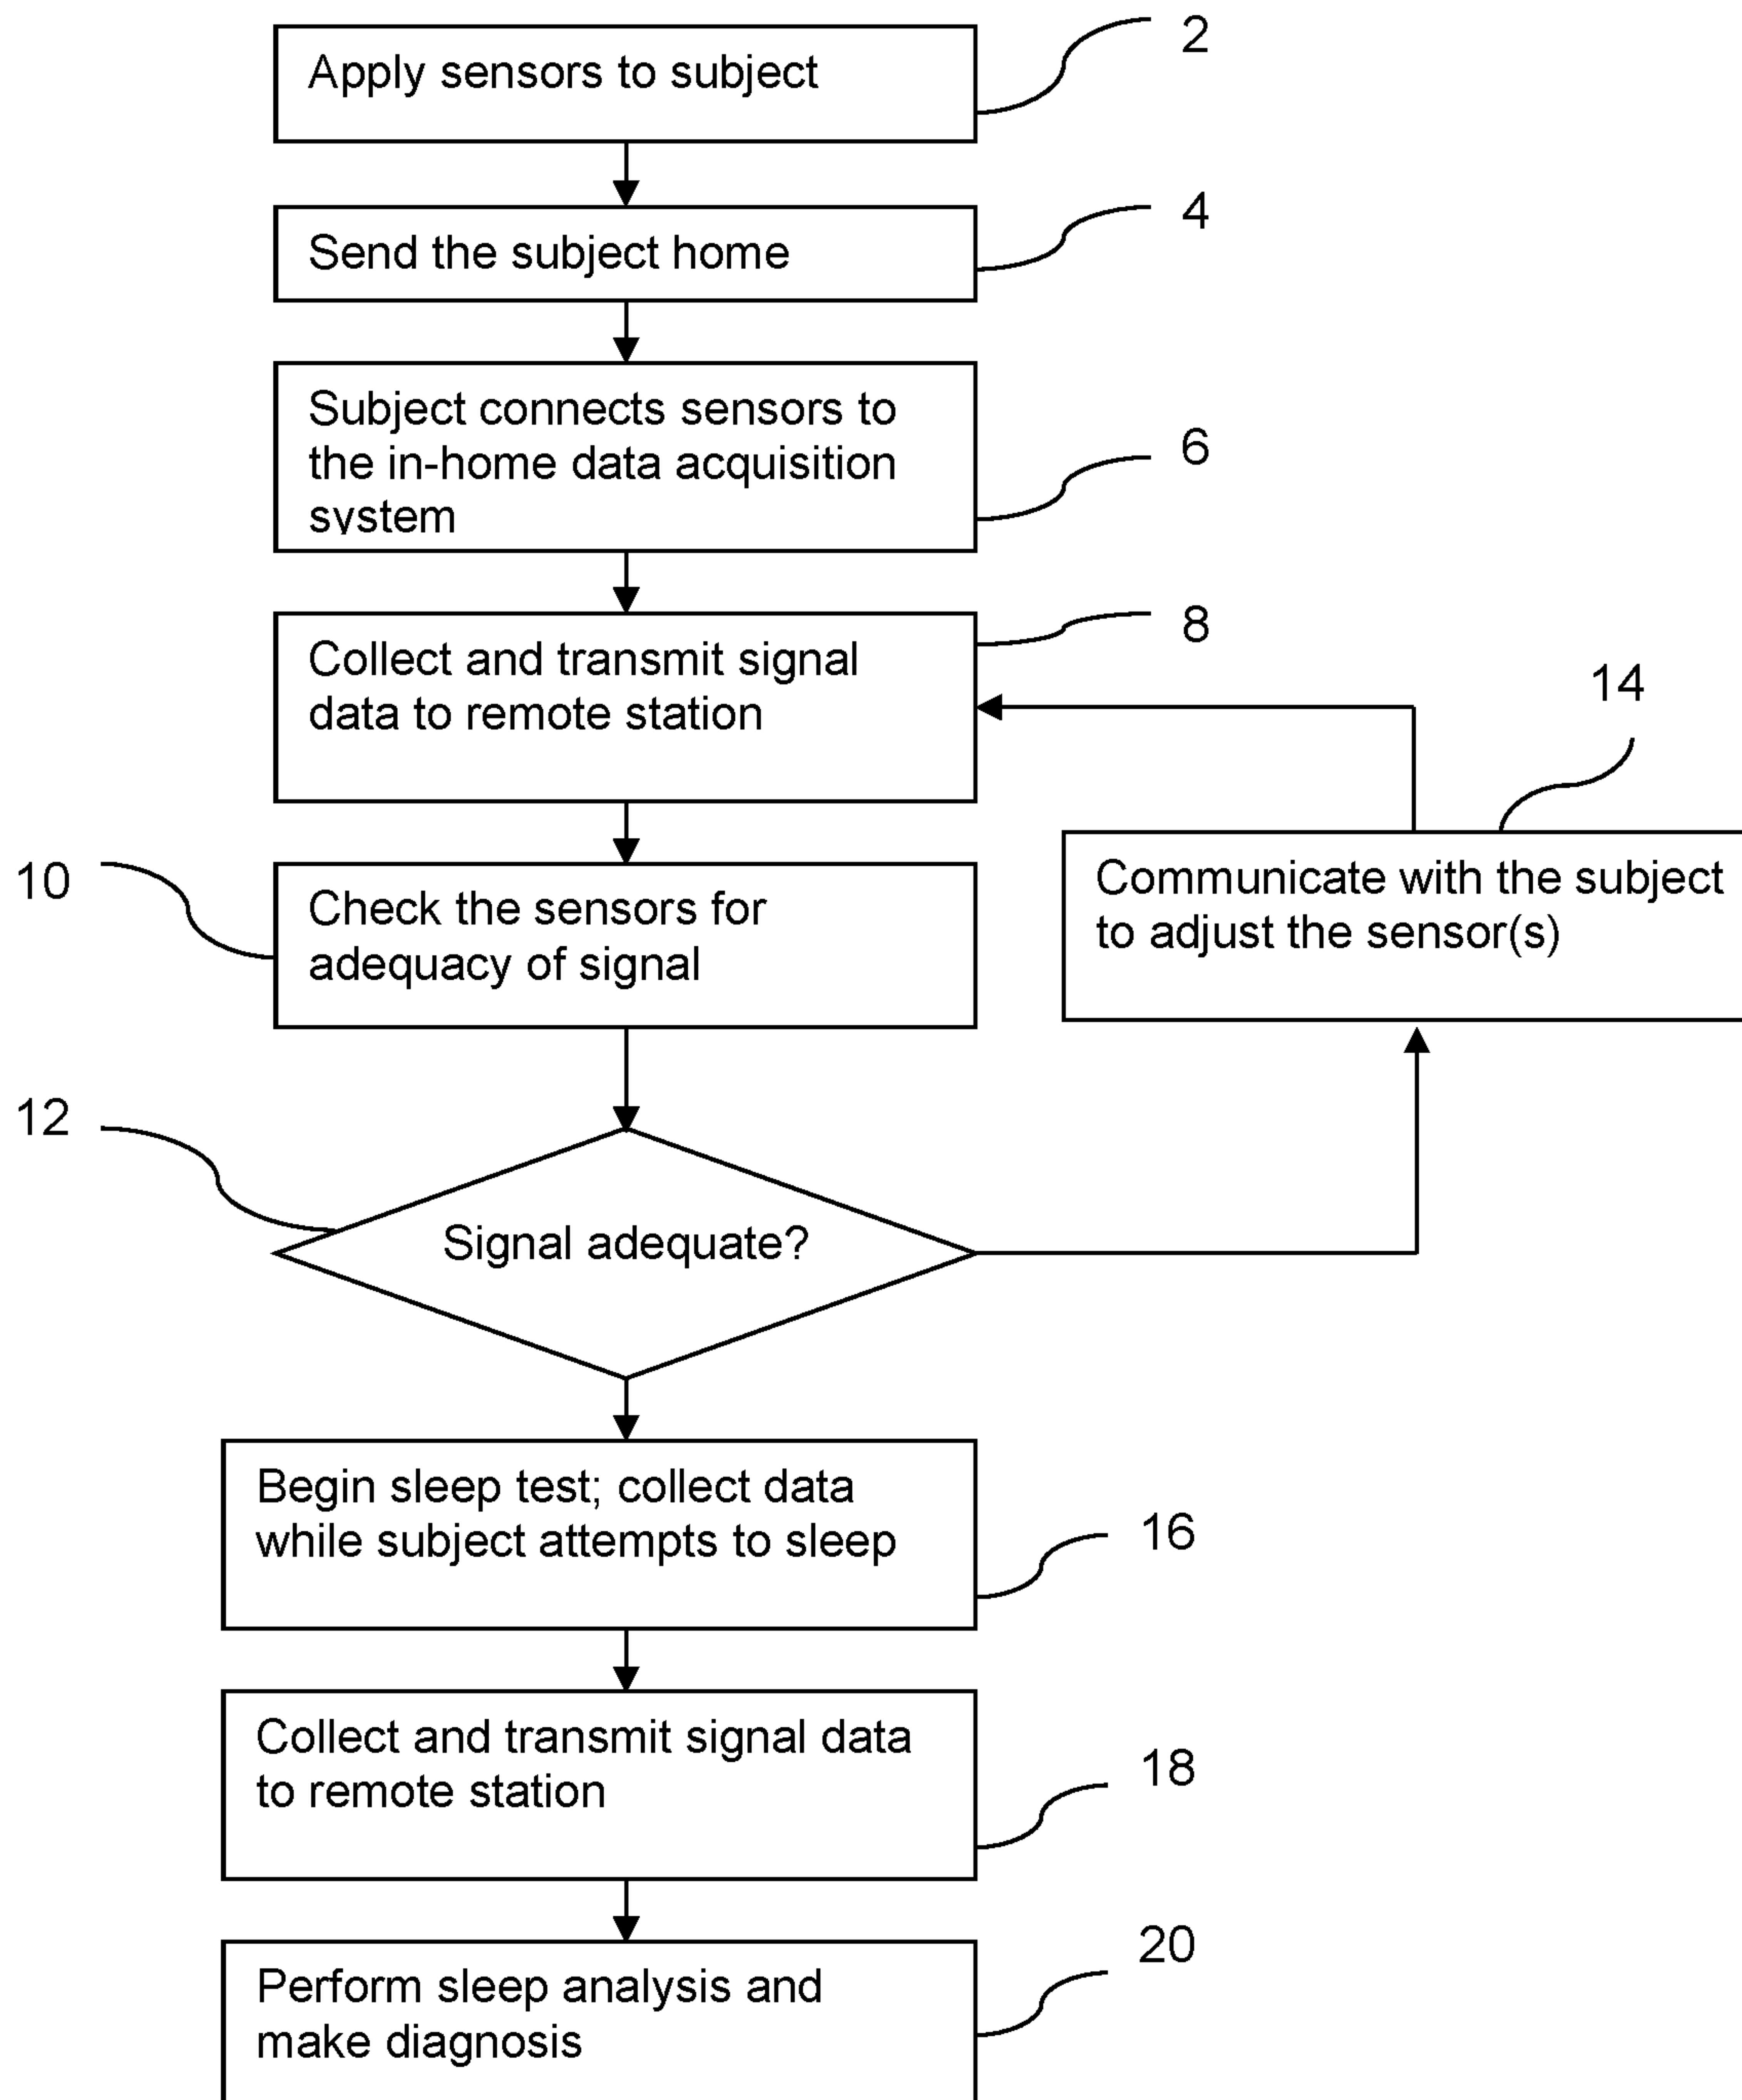 Apply sensors to subject
2
Send the subject home
4
Subject connects sensors to
the in-home data acquisition
system
6
Collect and transmit signal
data to remote station
8
14
Communicate with the subject
to adjust the sensor(s)
10
Check the sensors for
adequacy of signal
12
Signal adequate?
Begin sleep test; collect data
while subject attempts to sleep
16
Collect and transmit signal data
to remote station
18
Perform sleep analysis and
make diagnosis
20